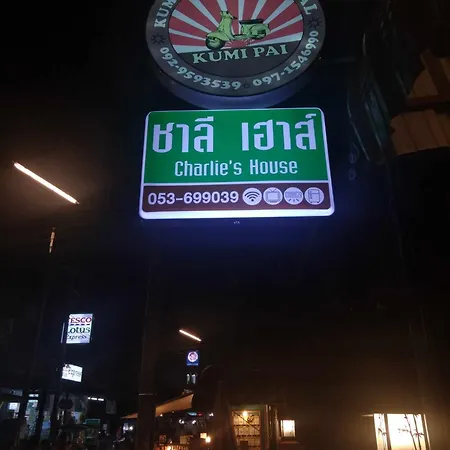 KUMI PAI
092-9593539
097-1546990
ชาลี เฮาส์
Charlie's House
053-699039
TESCO
Lotus
express